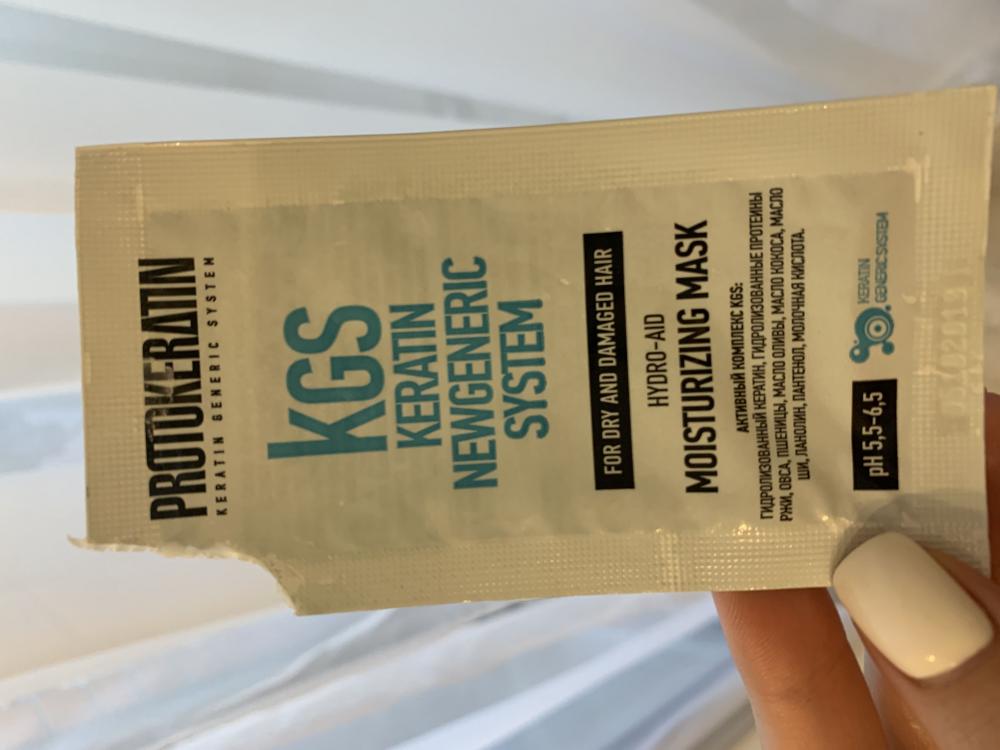 PROTOKERATIN
KERATIN GENERIC SYSTEM
KGS
KERATIN
NEWGENERIC
SYSTEM
FOR DRY AND DAMAGED HAIR
HYDRO-AID
MOISTURIZING MASK
АКТИВНЫЙ КОМПЛЕКС KGS:
ГИДРОЛИЗОВАННЫЙ КЕРАТИН, ГИДРОЛИЗОВАННЫЕ ПРОТЕИНЫ
РЖИ, ОВСА, ПШЕНИЦЫ, МАСЛО ОЛИВЫ, МАСЛО КОКОСА, МАСЛО
ШИ, ЛАНОЛИН, ПАНТЕНОЛ, МОЛОЧНАЯ КИСЛОТА.
pH 5,5-6,5
KERATIN
GENERIC SYSTEM